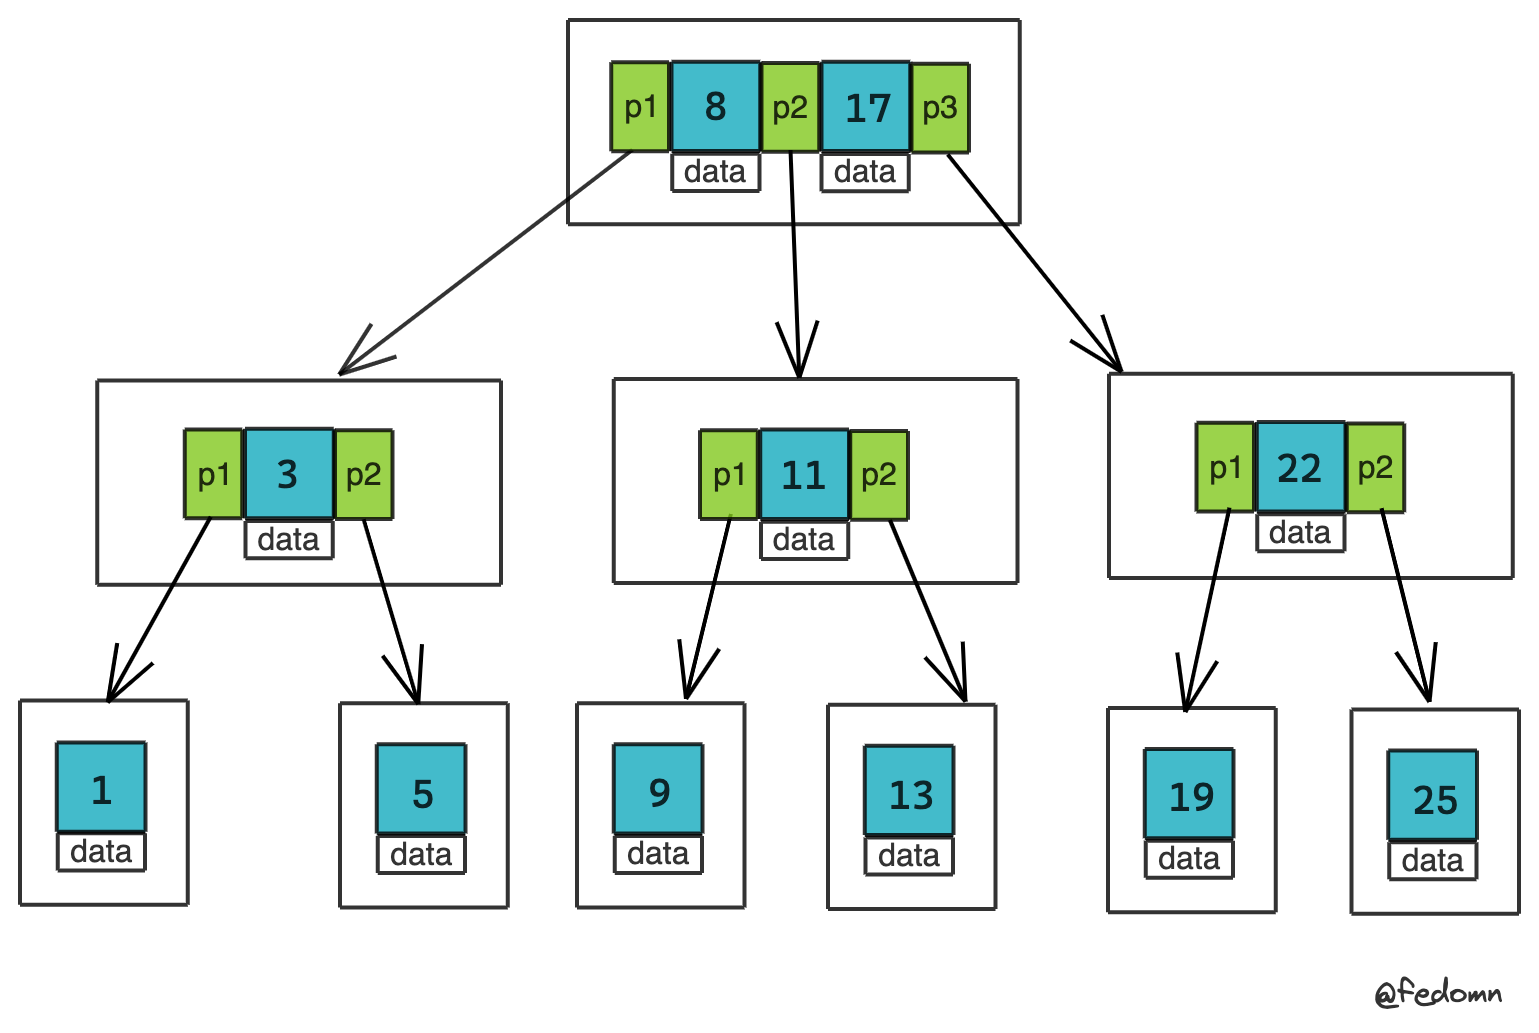 p1 8 p2 17 p3
data data
p1 3 p2
data
p1 11 p2
data
p1 22 p2
data
1
data
5
data
9
data
13
data
19
data
25
data
@fedomn